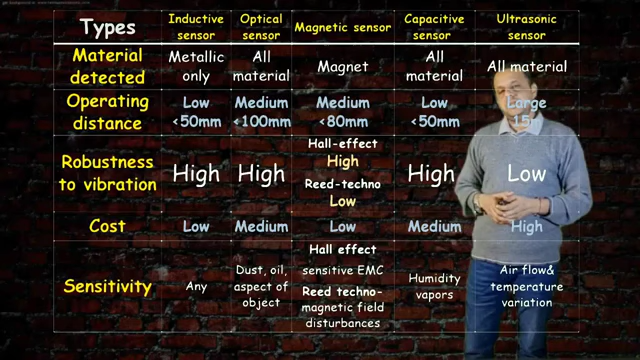 Types
Inductive sensor
Optical sensor
Magnetic sensor
Capacitive sensor
Ultrasonic sensor
Material detected
Metallic only
All material
Magnet
All material
All material
Operating distance
Low <50mm
Medium <100mm
Medium <80mm
Low <50mm
Large 15m
Robustness to vibration
High
High
Hall-effect
High
Reed-techno
Low
High
Low
Cost
Low
Medium
Low
Medium
High
Sensitivity
Any
Dust, oil, aspect of object
Hall effect
sensitive EMC
Reed techno-
magnetic field
disturbances
Humidity vapors
Air flow& temperature variation